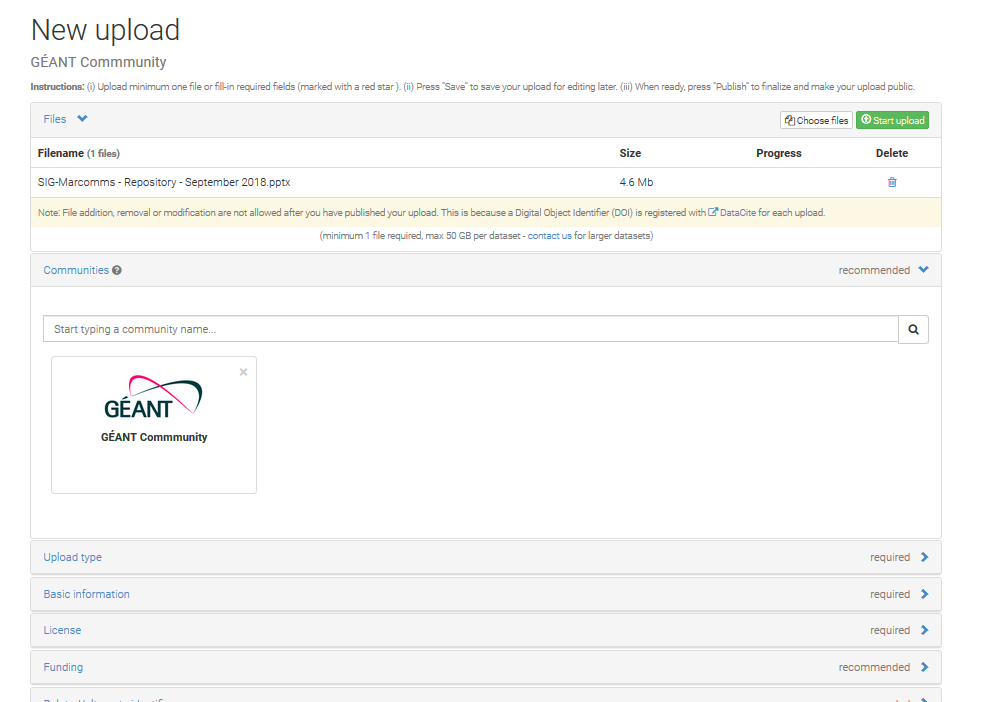 New upload
GÉANT Commmunity
Instructions: (i) Upload minimum one file or fill-in required fields (marked with a red star ). (ii) Press "Save" to save your upload for editing later. (iii) When ready, press "Publish" to finalize and make your upload public.
Files Choose files Start upload
Filename (1 files) Size Progress Delete
SIG-Marcomms - Repository - September 2018.pptx 4.6 Mb
Note: File addition, removal or modification are not allowed after you have published your upload. This is because a Digital Object Identifier (DOI) is registered with DataCite for each upload.
(minimum 1 file required, max 50 GB per dataset - contact us for larger datasets)
Communities ? recommended
Start typing a community name...
×
GÉANT
GÉANT Commmunity
Upload type required
Basic information required
License required
Funding recommended